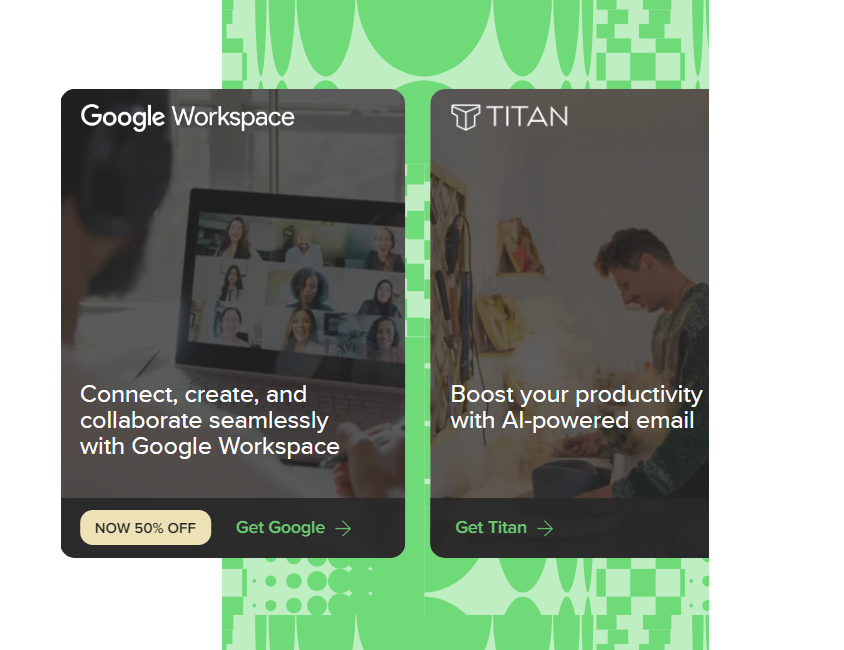 Google Workspace
Connect, create, and
collaborate seamlessly
with Google Workspace
NOW 50% OFF
Get Google
TITAN
Boost your productivity
with AI-powered email
Get Titan